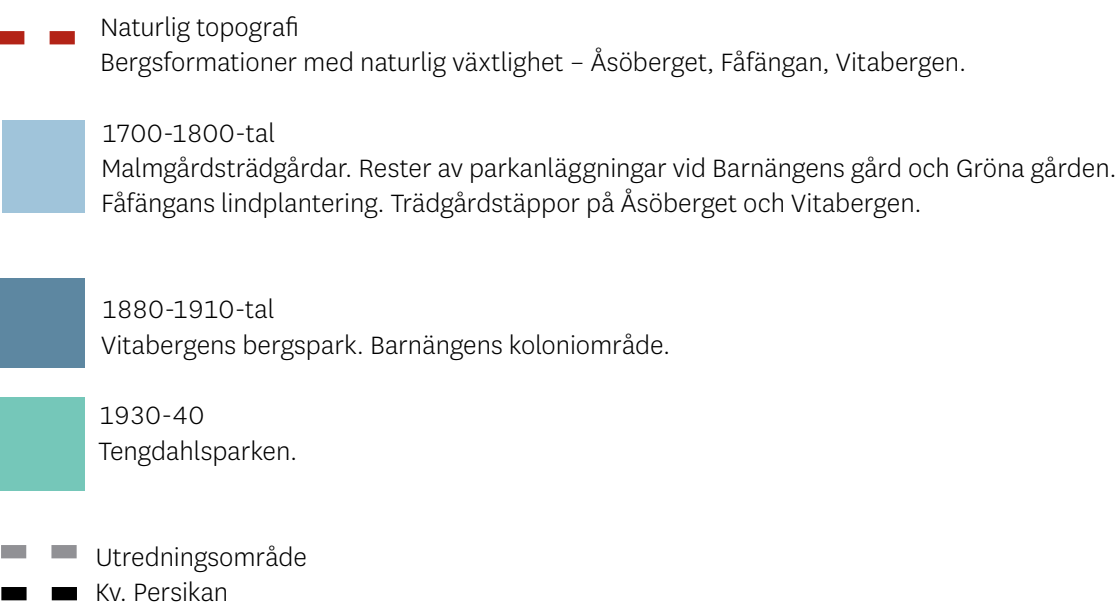 Naturlig topografi
Bergsformationer med naturlig växtlighet – Åsöberget, Fåfängan, Vitabergen.
1700-1800-tal
Malmgårdsträdgårdar. Rester av parkanläggningar vid Barnängens gård och Gröna gården.
Fåfängans lindplantering. Trädgårdstäppor på Åsöberget och Vitabergen.
1880-1910-tal
Vitabergens bergspark. Barnängens koloniområde.
1930-40
Tengdahlsparken.
Utredningsområde
Kv. Persikan